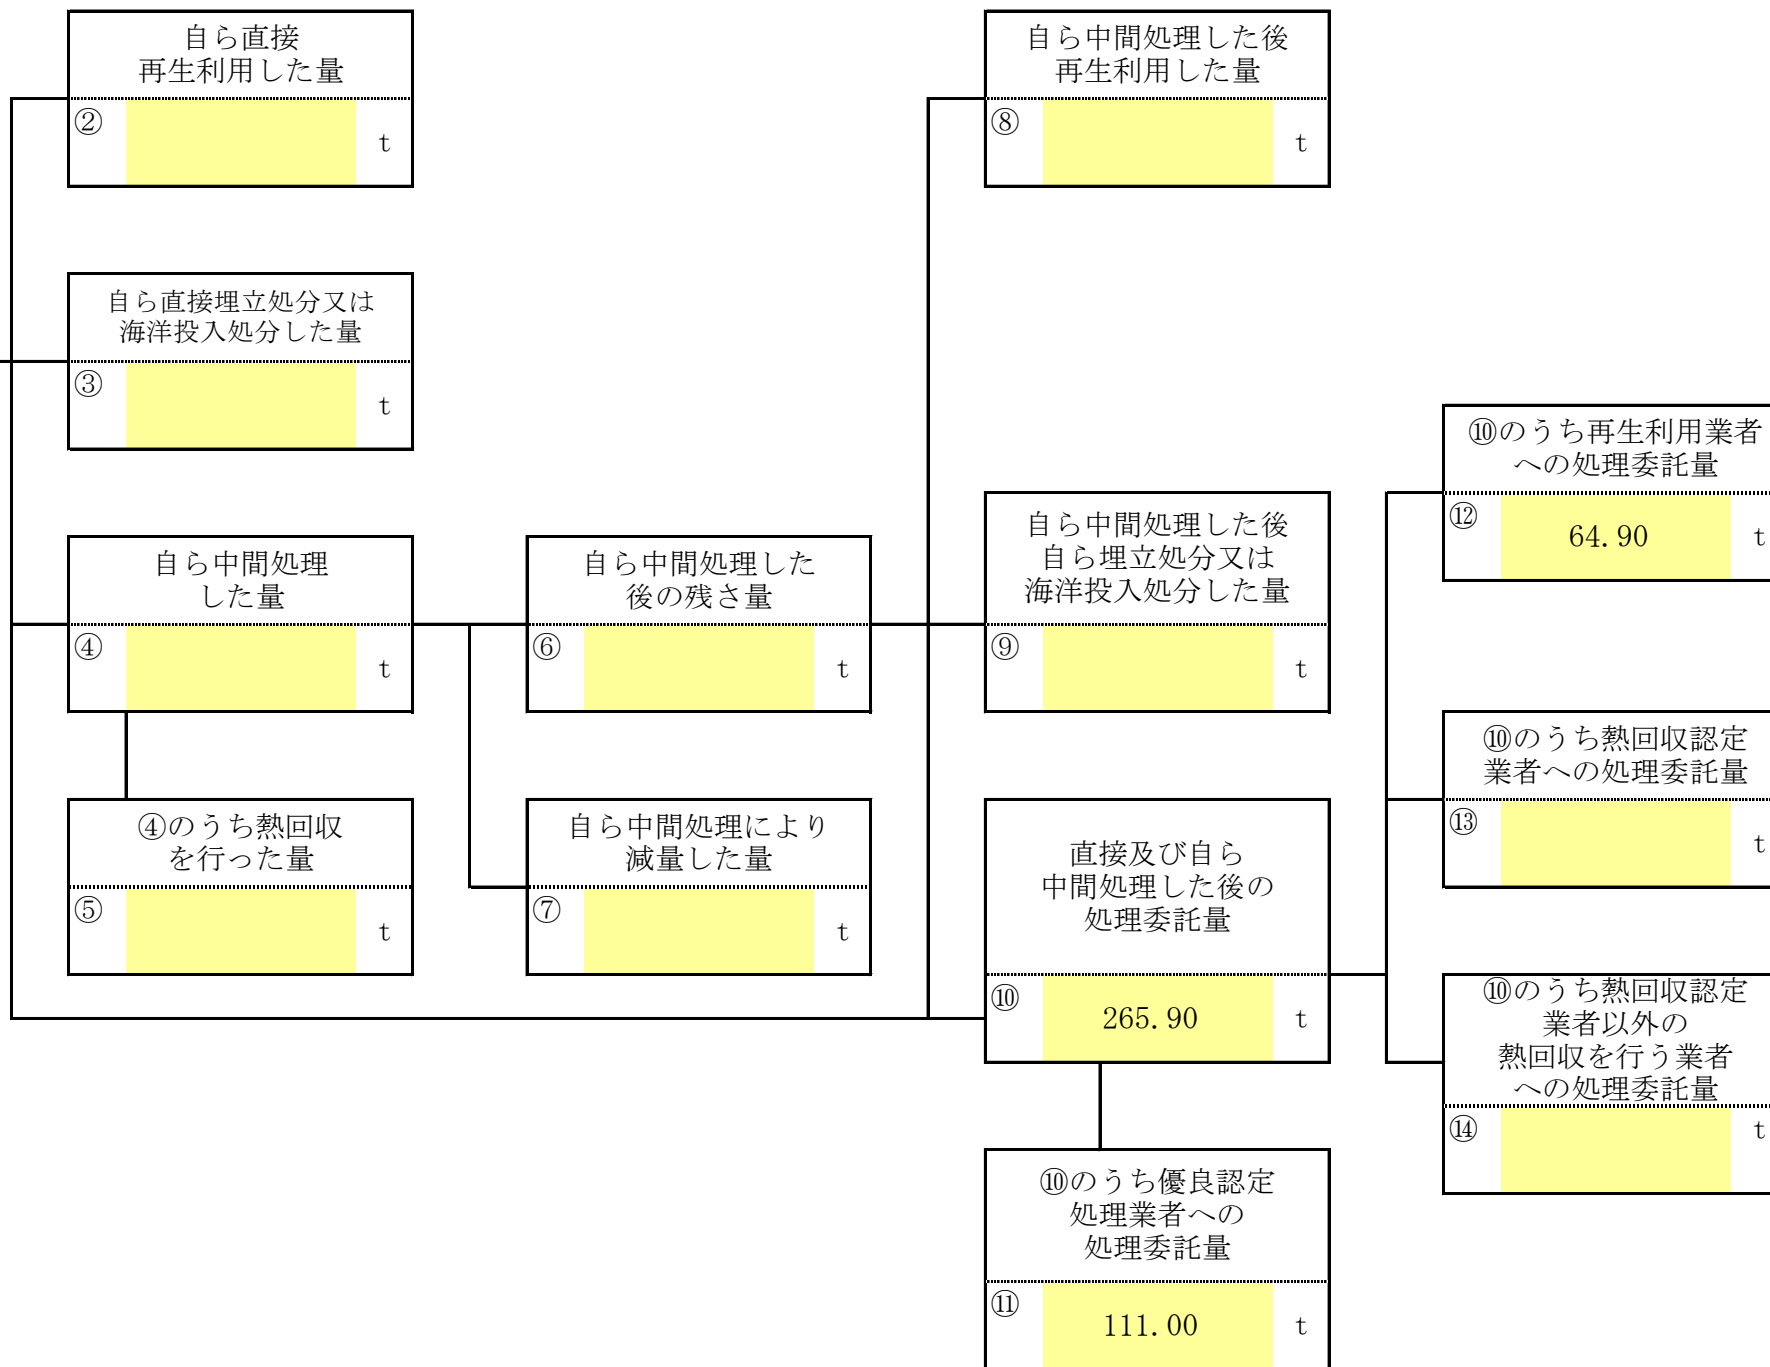 自ら直接
再生利用した量
②
t
自ら中間処理した後
再生利用した量
⑧
t
自ら直接埋立処分又は
海洋投入処分した量
③
t
⑩のうち再生利用業者
への処理委託量
⑫
64.90
t
自ら中間処理
した量
④
t
自ら中間処理した
後の残さ量
⑥
t
自ら中間処理した後
自ら埋立処分又は
海洋投入処分した量
⑨
t
⑩のうち熱回収認定
業者への処理委託量
⑬
t
④のうち熱回収
を行った量
⑤
t
自ら中間処理により
減量した量
⑦
t
直接及び自ら
中間処理した後の
処理委託量
⑩
265.90
t
⑩のうち熱回収認定
業者以外の
熱回収を行う業者
への処理委託量
⑭
t
⑩のうち優良認定
処理業者への
処理委託量
⑪
111.00
t